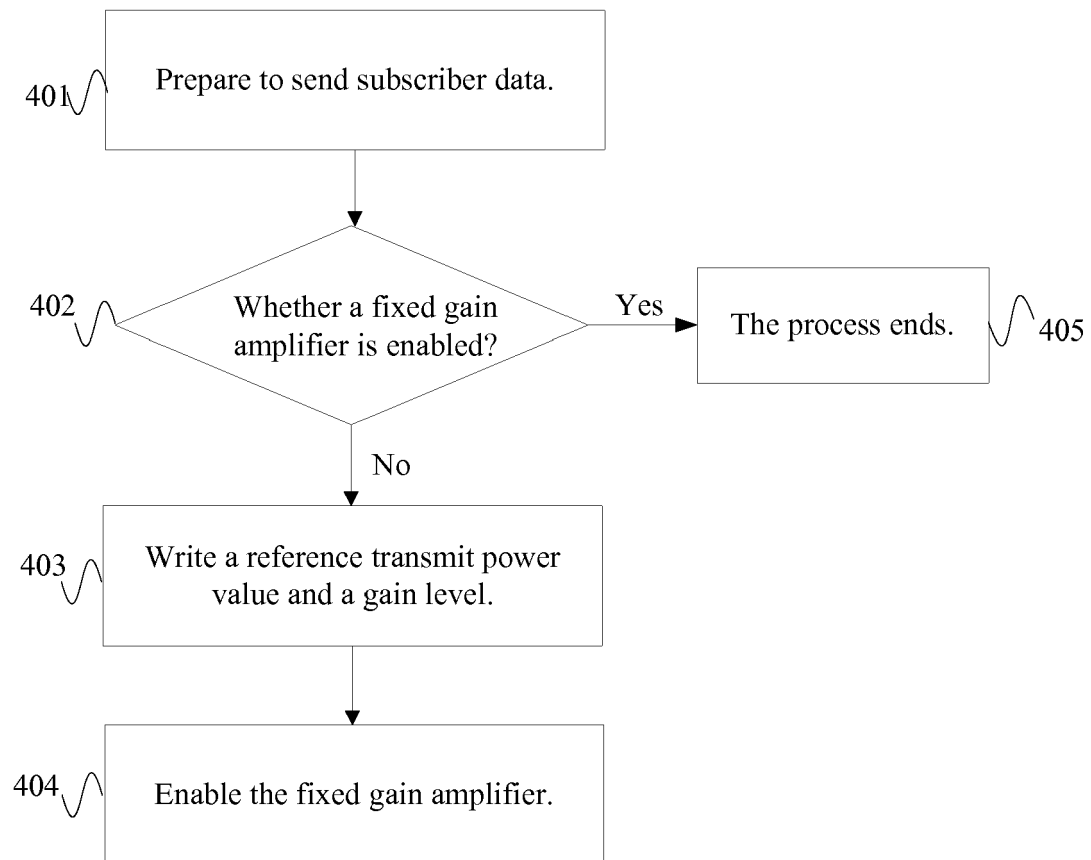 401
Prepare to send subscriber data.
402
Whether a fixed gain
amplifier is enabled?
Yes
The process ends.
405
No
403
Write a reference transmit power
value and a gain level.
404
Enable the fixed gain amplifier.